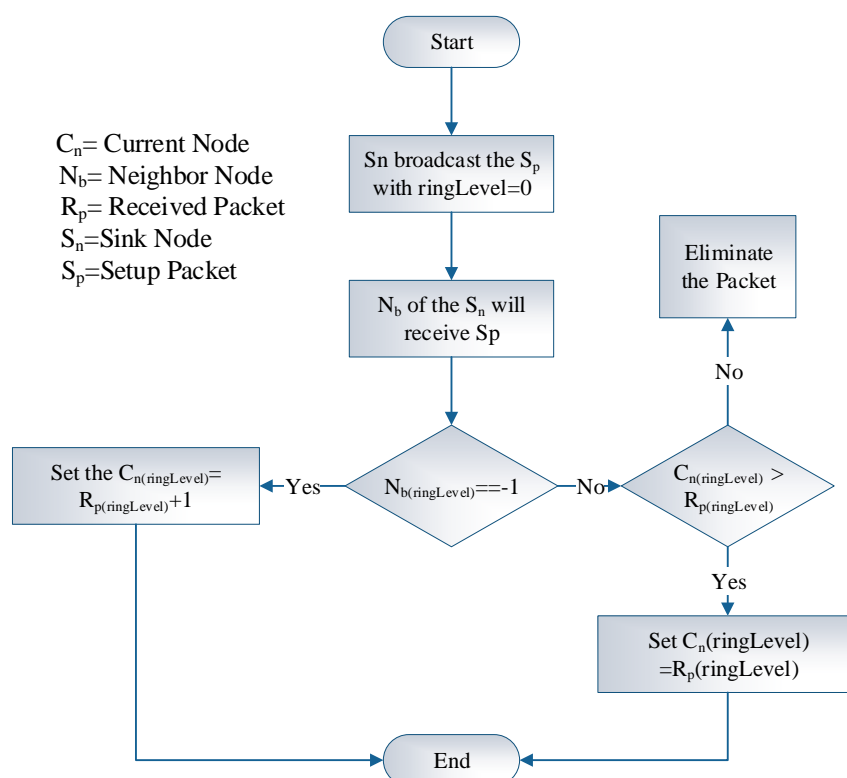 Start
Cn= Current Node
Nb= Neighbor Node
Rp= Received Packet
Sn=Sink Node
Sp=Setup Packet
Sn broadcast the Sp
with ringLevel=0
Nb of the Sn will
receive Sp
Eliminate
the Packet
No
Set the Cn(ringLevel)=
Rp(ringLevel)+1
Yes
Nb(ringLevel)==-1
No
Cn(ringLevel) >
Rp(ringLevel)
Yes
Set Cn(ringLevel)
=Rp(ringLevel)
End